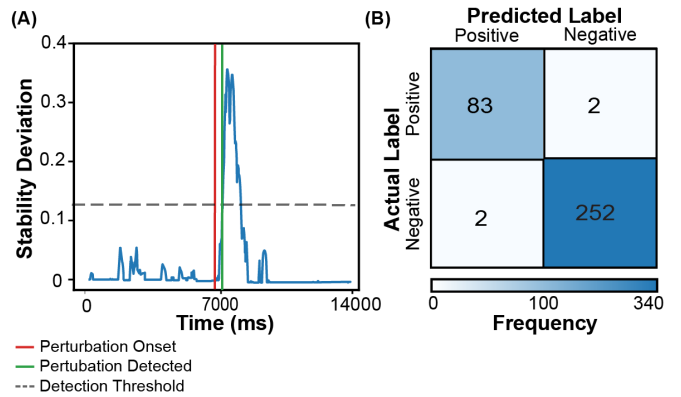 (A)
0.4
0.3
0.2
0.1
0
Stability Deviation
0 7000 14000
Time (ms)
Perturbation Onset
Pertubation Detected
Detection Threshold
(B)
Predicted Label
Positive Negative
Actual Label
Positive
Negative
83 2
2 252
0 100 340
Frequency